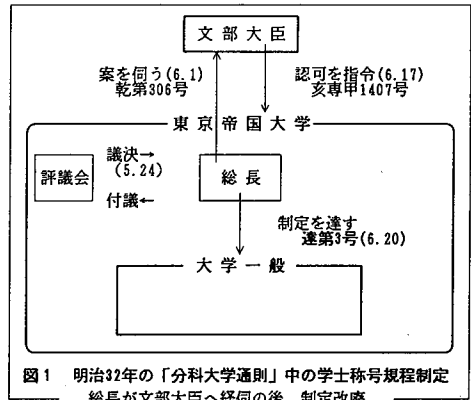 文部大臣
案を伺う(6.1)
乾第306号
認可を指令(6.17)
亥専甲1407号
東京帝国大学
評議会
議決→
(5.24)
付議←
総長
制定を達す
達第3号(6.20)
大学一般
図1 明治32年の「分科大学通則」中の学士称号規程制定
総長が文部大臣へ経伺の後、制定改廃